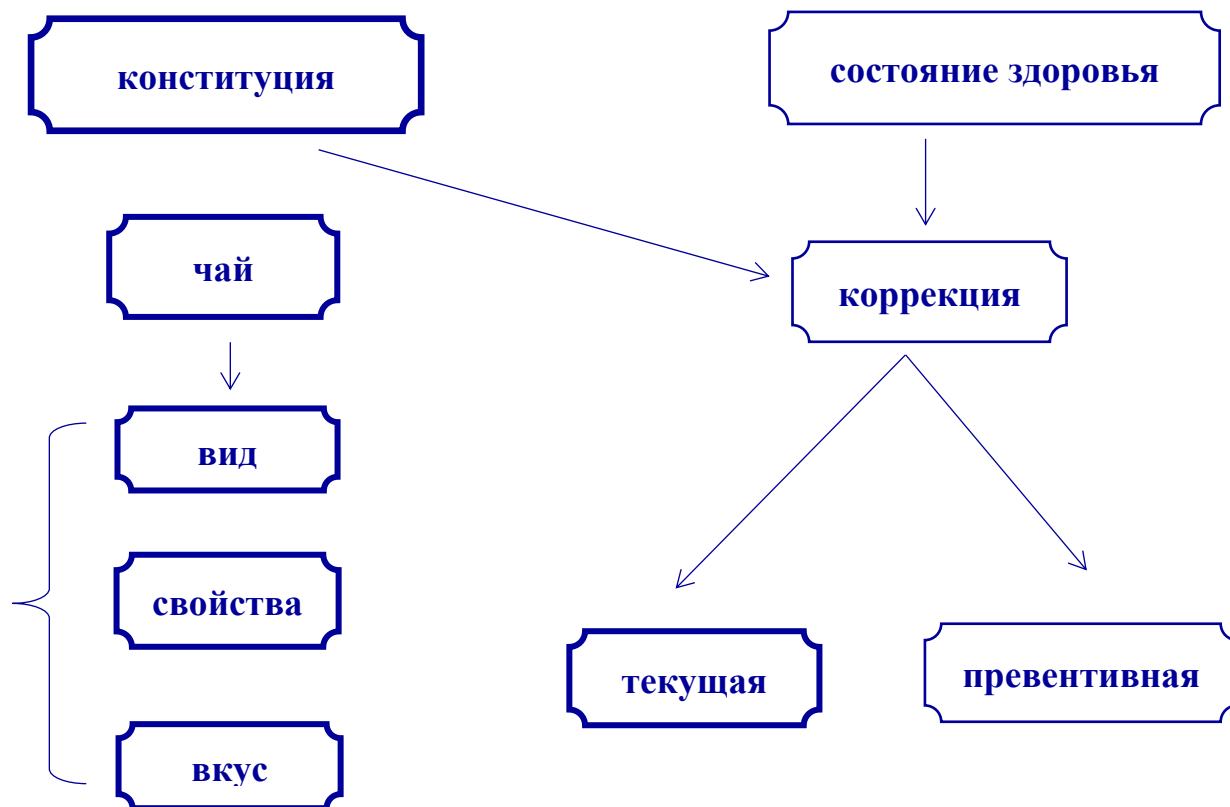 конституция
состояние здоровья
чай
коррекция
вид
свойства
текущая
превентивная
вкус